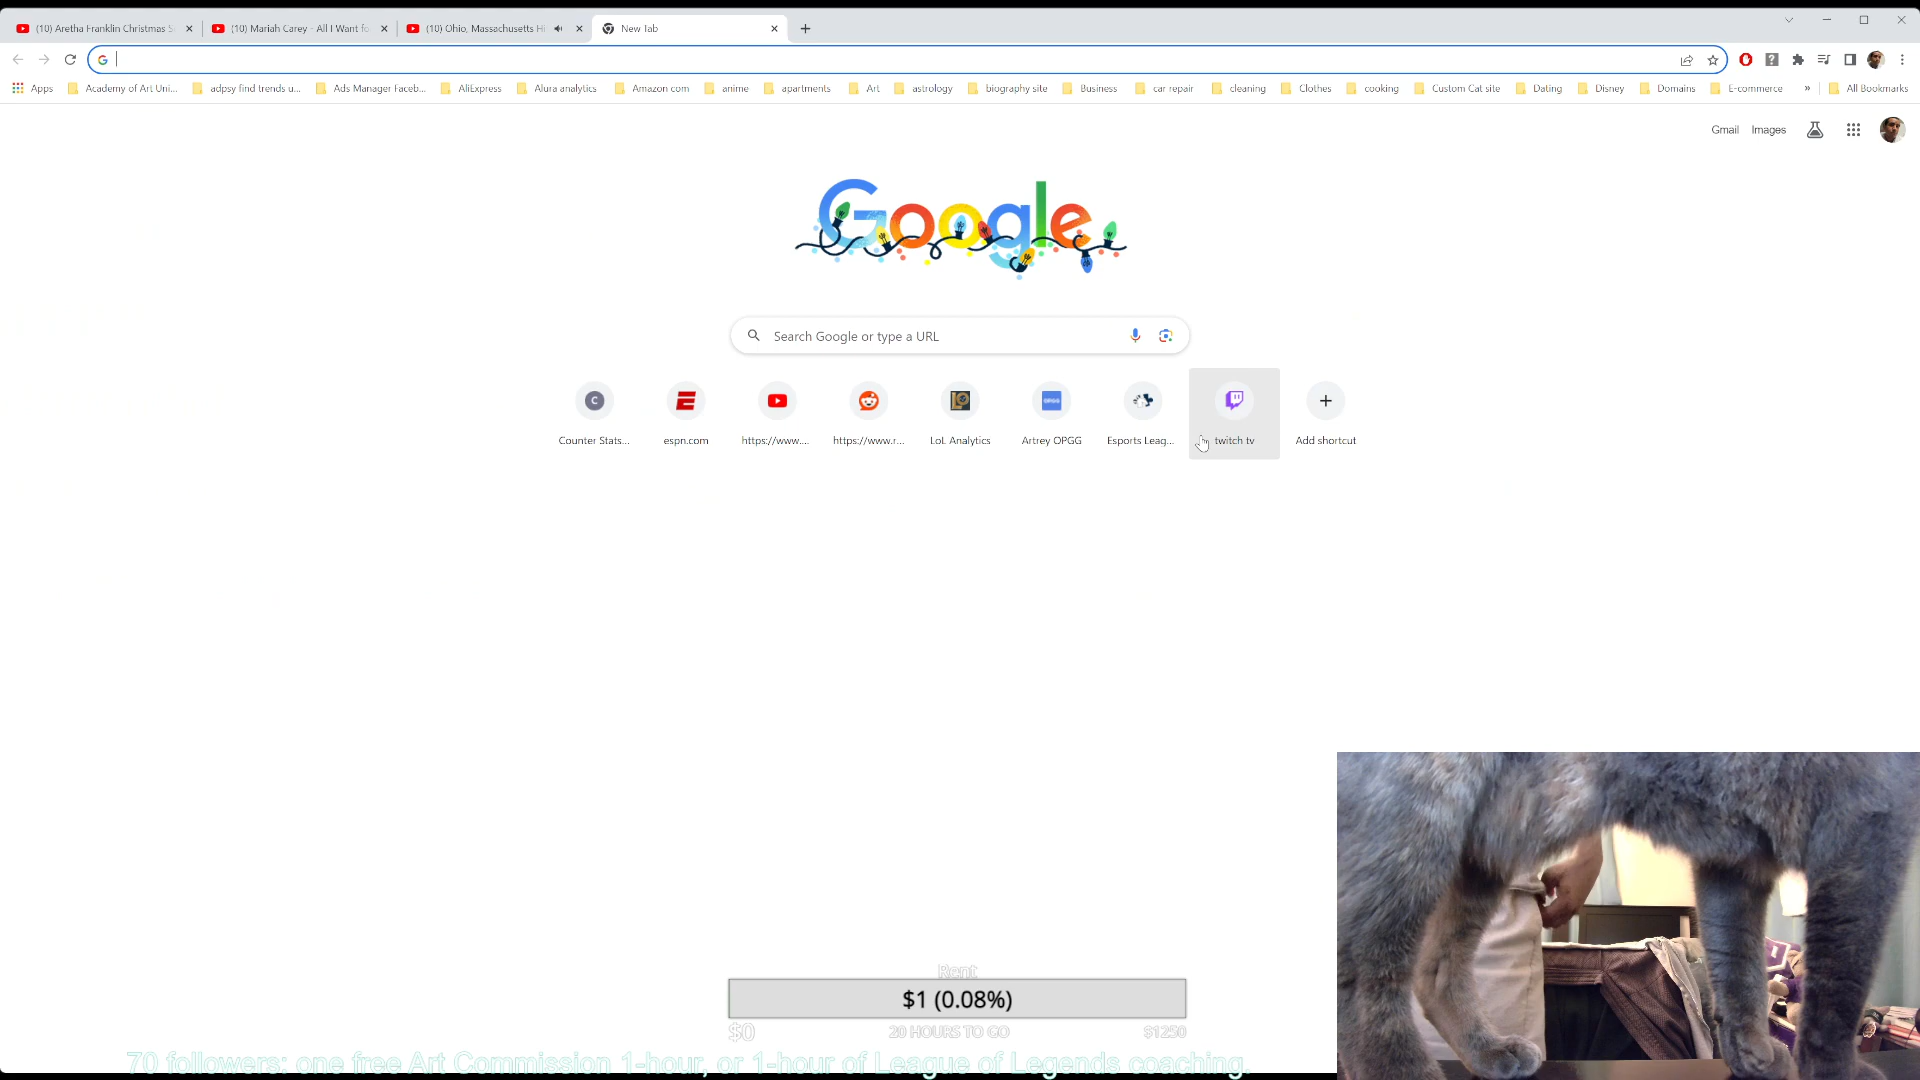 (10) Aretha Franklin Christmas S
(10) Mariah Carey - All I Want fo
(10) Ohio, Massachusetts Hi
New Tab
Apps
Academy of Art Uni...
adpsy find trends u...
Ads Manager Faceb...
AliExpress
Alura analytics
Amazon com
anime
apartments
Art
astrology
biography site
Business
car repair
cleaning
Clothes
cooking
Custom Cat site
Dating
Disney
Domains
E-commerce
»
All Bookmarks
Gmail
Images
Google
Search Google or type a URL
C
Counter Stats...
espn.com
https://www....
https://www.r...
LoL Analytics
OPGG
Artrey OPGG
Esports Leag...
twitch tv
Add shortcut
Rent
$1 (0.08%)
$0
20 HOURS TO GO
$1250
70 followers: one free Art Commission 1-hour, or 1-hour of League of Legends coaching.